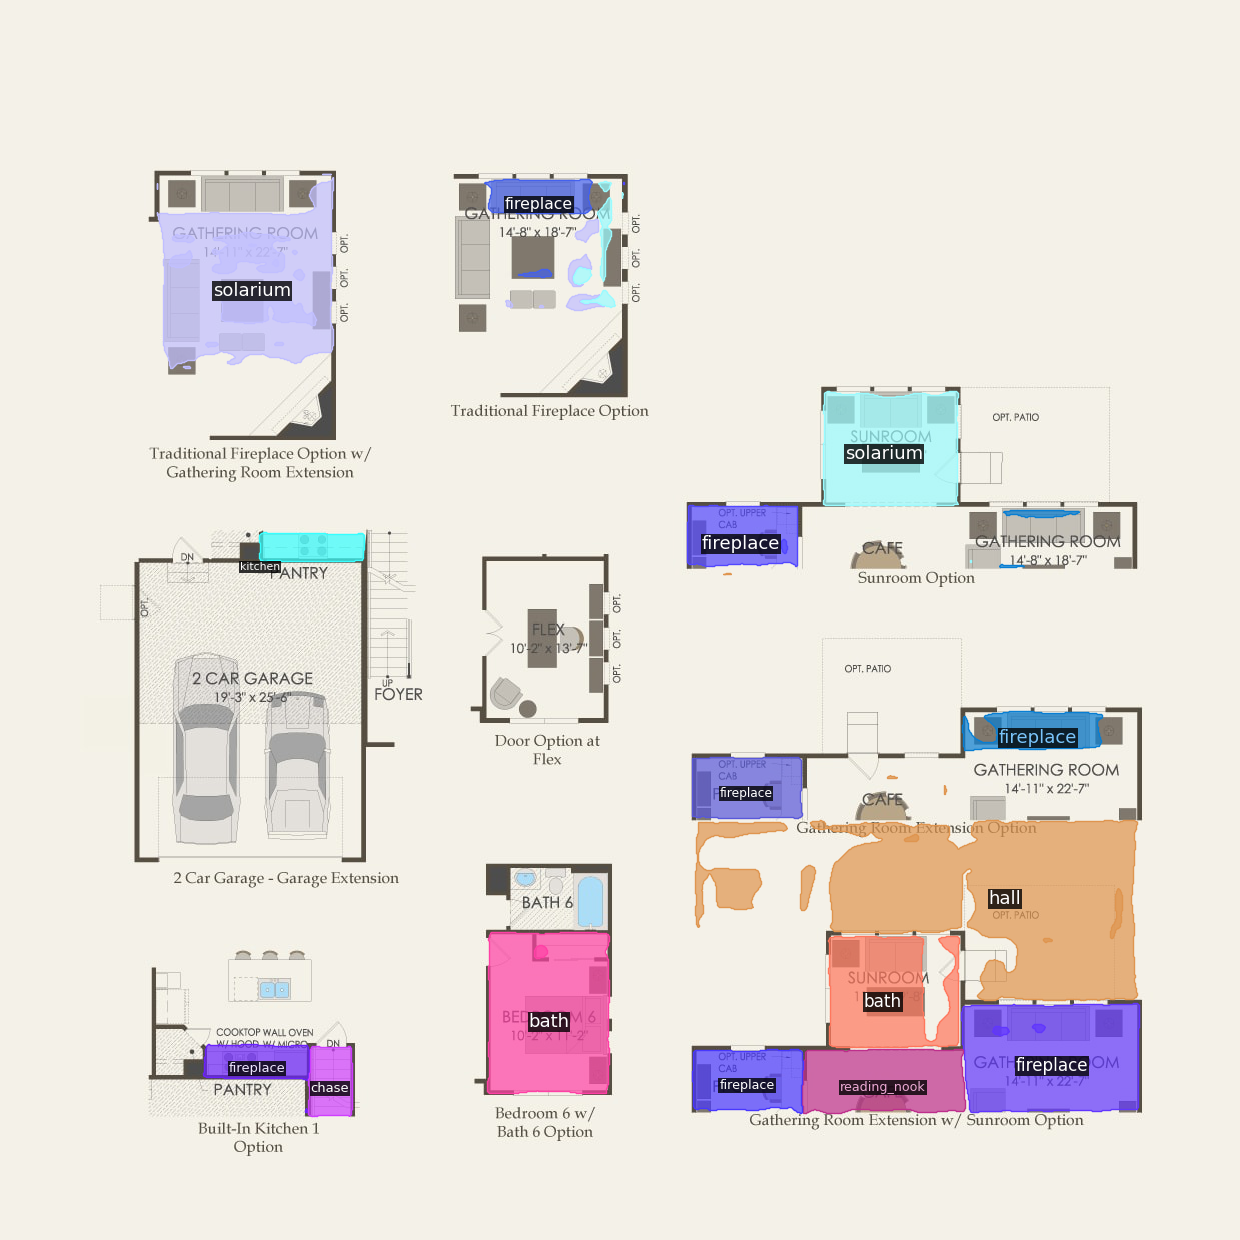 GATHERING ROOM
14'-11" x 22'-7"
solarium
OPT.
OPT.
OPT.
Traditional Fireplace Option w/
Gathering Room Extension
fireplace
GATHERING ROOM
14'-8" x 18'-7"
OPT.
OPT.
OPT.
Traditional Fireplace Option
SUNROOM
solarium
OPT. PATIO
OPT. UPPER
CAB
fireplace
CAFE
GATHERING ROOM
14'-8" x 18'-7"
Sunroom Option
DN
kitchen
PANTRY
OPT.
2 CAR GARAGE
19'-3" x 25'-6"
UP
FOYER
2 Car Garage - Garage Extension
FLEX
10'-2" x 13'-7"
OPT.
OPT.
OPT.
Door Option at
Flex
OPT. PATIO
fireplace
OPT. UPPER
CAB
fireplace
CAFE
GATHERING ROOM
14'-11" x 22'-7"
Gathering Room Extension Option
hall
OPT. PATIO
SUNROOM
bath
OPT. UPPER
CAB
fireplace
reading_nook
GATHERING ROOM
fireplace
14'-11" x 22'-7"
Gathering Room Extension w/ Sunroom Option
COOKTOP WALL OVEN
W/ HOOD W/ MICRO
DN
fireplace
chase
PANTRY
Built-In Kitchen 1
Option
BATH 6
BEDROOM 6
bath
10'-2" x 11'-2"
Bedroom 6 w/
Bath 6 Option